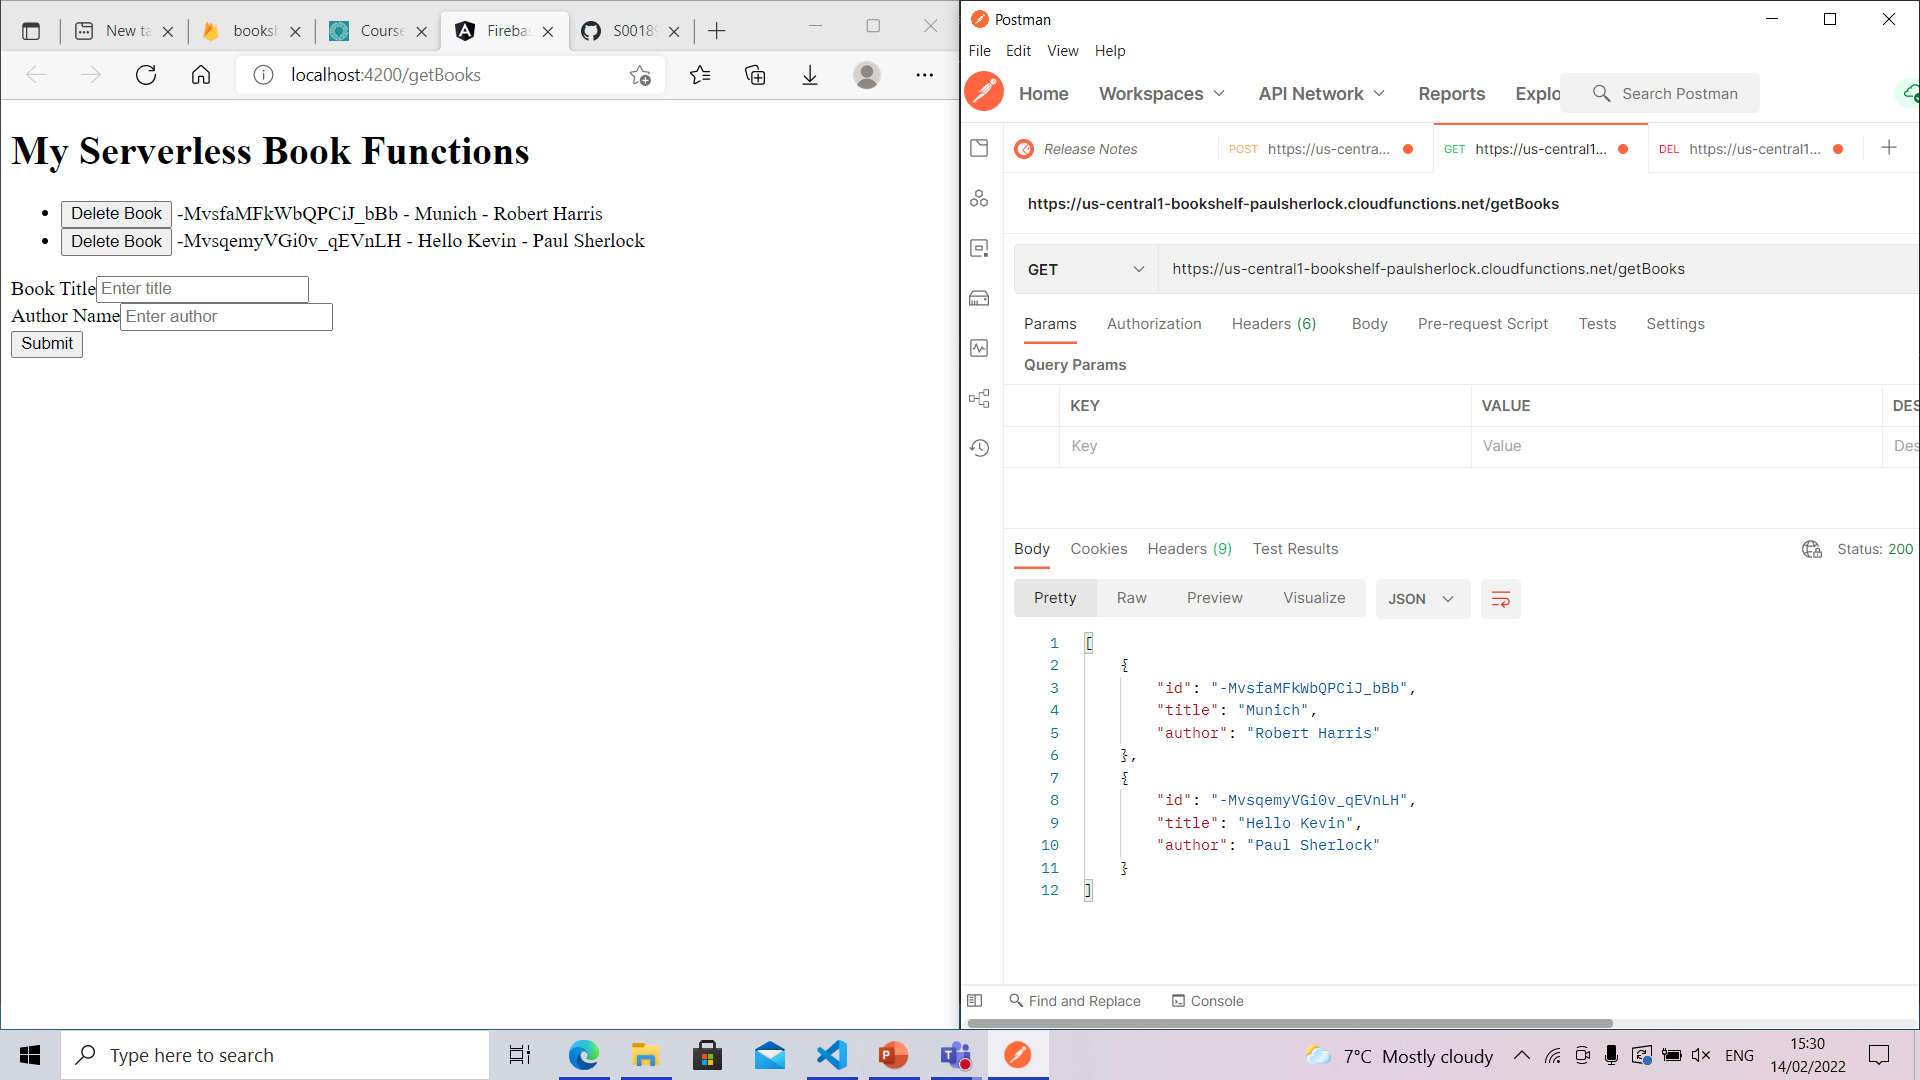 New ta
booksh
Course
Firebas
S00189
localhost:4200/getBooks
My Serverless Book Functions
Delete Book -MvsfaMFkWbQPCiJ_bBb - Munich - Robert Harris
Delete Book -MvsqemyVGi0v_qEVnLH - Hello Kevin - Paul Sherlock
Book Title Enter title
Author Name Enter author
Submit
Postman
File Edit View Help
Home Workspaces API Network Reports Explo Search Postman
Release Notes POST https://us-centra... GET https://us-central1... DEL https://us-central1...
https://us-central1-bookshelf-paulsherlock.cloudfunctions.net/getBooks
GET https://us-central1-bookshelf-paulsherlock.cloudfunctions.net/getBooks
Params Authorization Headers (6) Body Pre-request Script Tests Settings
Query Params
KEY VALUE DES
Key Value Des
Body Cookies Headers (9) Test Results Status: 200
Pretty Raw Preview Visualize JSON
1 [
2 {
3 "id": "-MvsfaMFkWbQPCiJ_bBb",
4 "title": "Munich",
5 "author": "Robert Harris"
6 },
7 {
8 "id": "-MvsqemyVGi0v_qEVnLH",
9 "title": "Hello Kevin",
10 "author": "Paul Sherlock"
11 }
12 ]
Find and Replace Console
Type here to search
7°C Mostly cloudy
ENG
15:30
14/02/2022